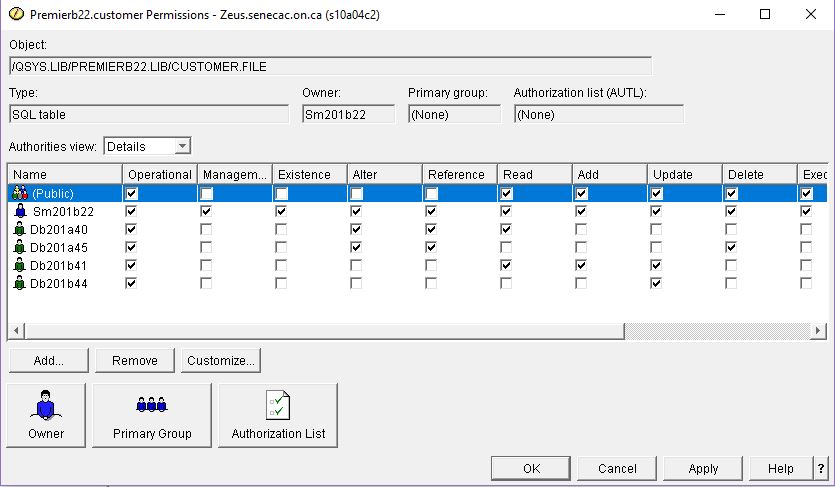 Premierb22.customer Permissions - Zeus.senecac.on.ca (s10a04c2)
Object:
/QSYS.LIB/PREMIERB22.LIB/CUSTOMER.FILE
Type: Owner: Primary group: Authorization list (AUTL):
SQL table Sm201b22 (None) (None)
Authorities view: Details
Name Operational Managem... Existence Alter Reference Read Add Update Delete Exec
(Public)
Sm201b22
Db201a40
Db201a45
Db201b41
Db201b44
Add... Remove Customize...
Owner Primary Group Authorization List
OK Cancel Apply Help ?